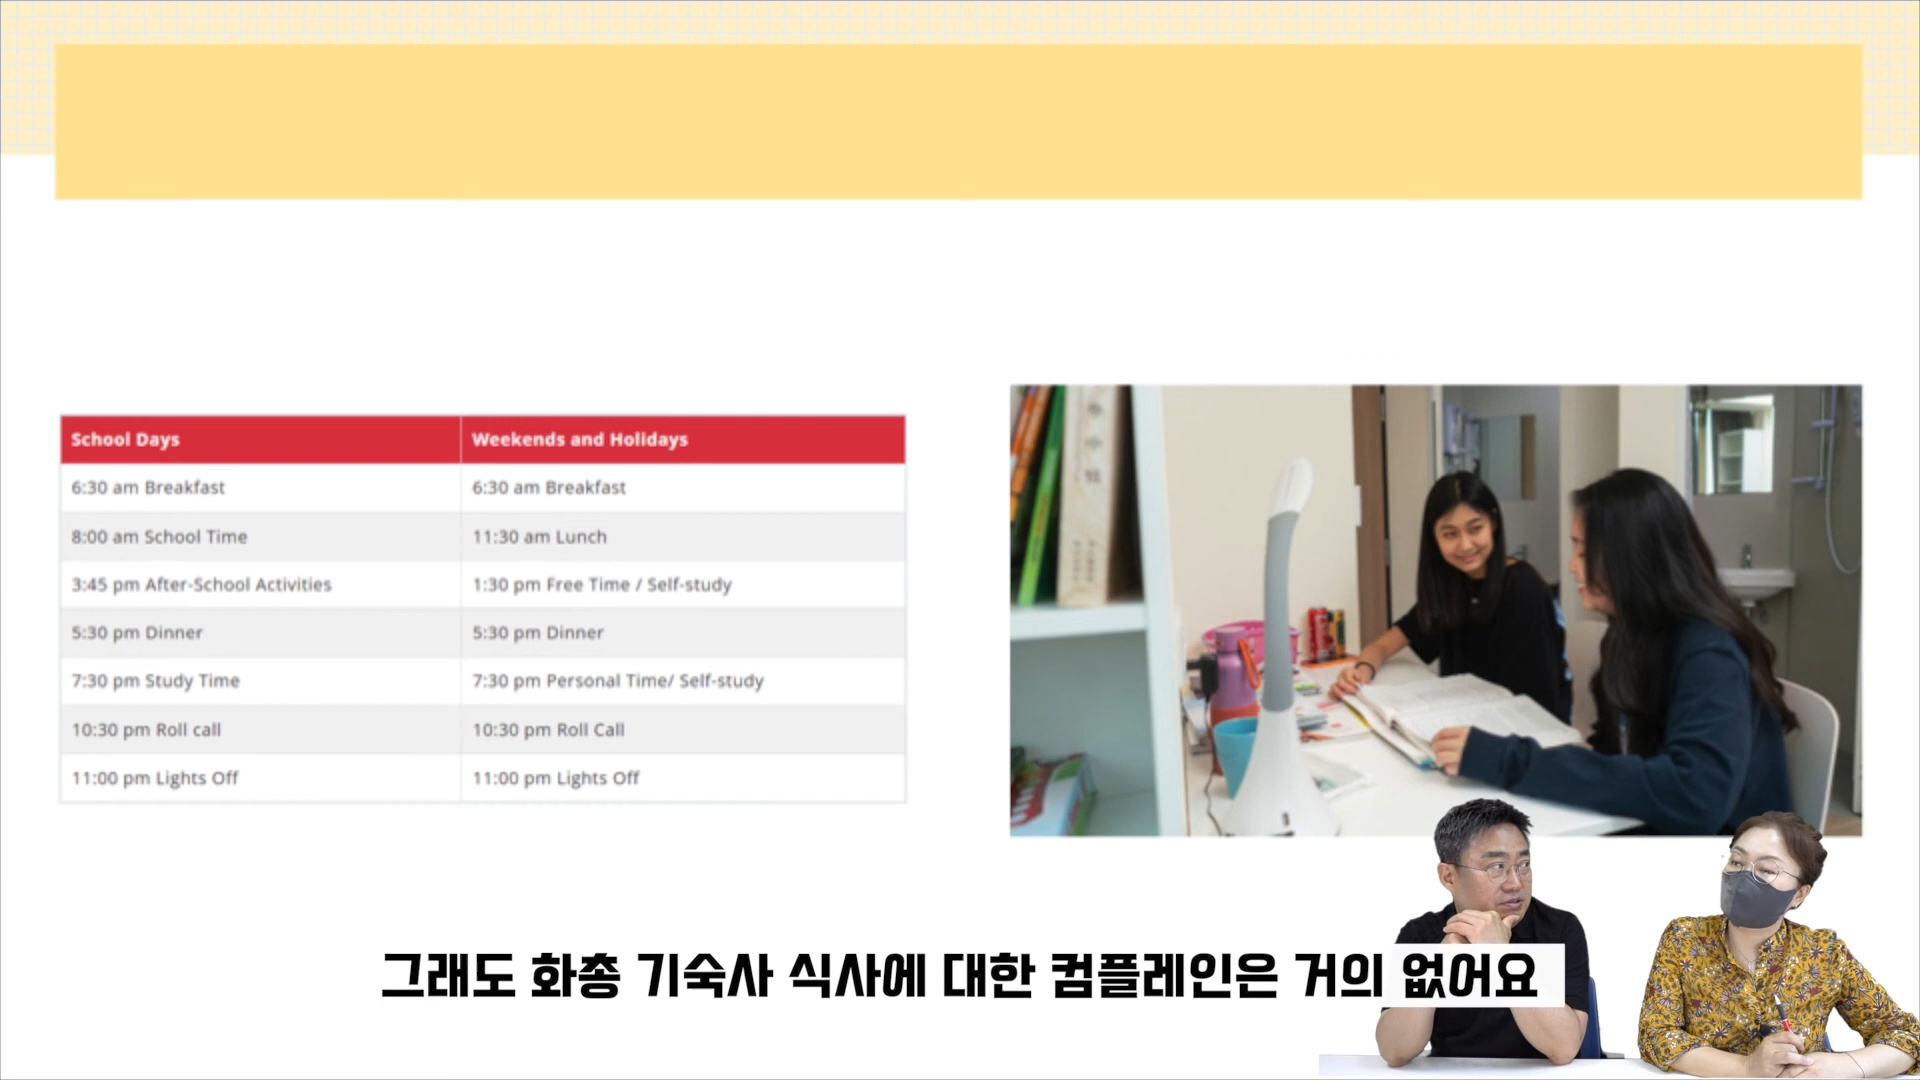 School Days
Weekends and Holidays
6:30 am Breakfast
6:30 am Breakfast
8:00 am School Time
11:30 am Lunch
3:45 pm After-School Activities
1:30 pm Free Time / Self-study
5:30 pm Dinner
5:30 pm Dinner
7:30 pm Study Time
7:30 pm Personal Time/ Self-study
10:30 pm Roll call
10:30 pm Roll Call
11:00 pm Lights Off
11:00 pm Lights Off
그래도 화총 기숙사 식사에 대한 컴플레인은 거의 없어요